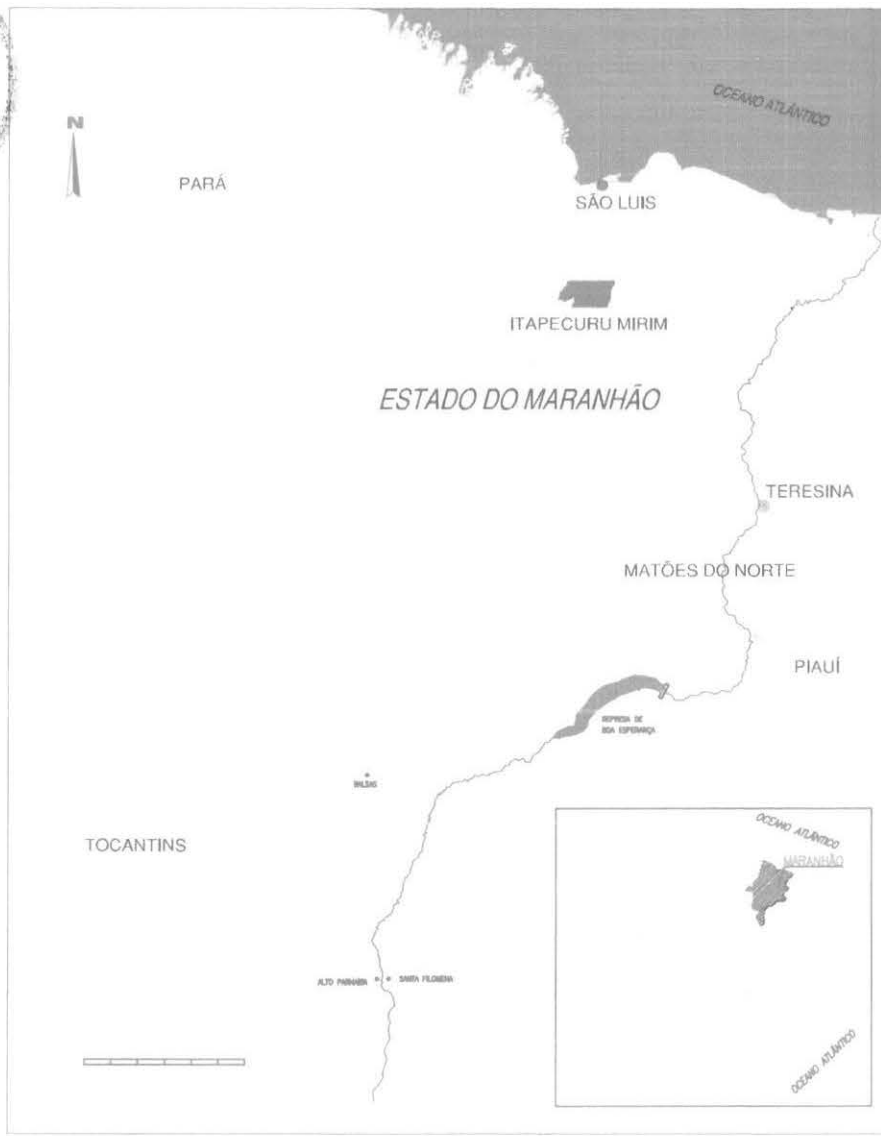 OCEANO ATLÂNTICO
N
PARÁ
SÃO LUIS
ITAPECURU MIRIM
ESTADO DO MARANHÃO
TERESINA
MATÕES DO NORTE
PIAUÍ
REPRESA DE
BOA ESPERANÇA
BALSAS
TOCANTINS
OCEANO ATLÂNTICO
MARANHÃO
ALTO PARNAIBA
SANTA FILOMENA
OCEANO ATLÂNTICO